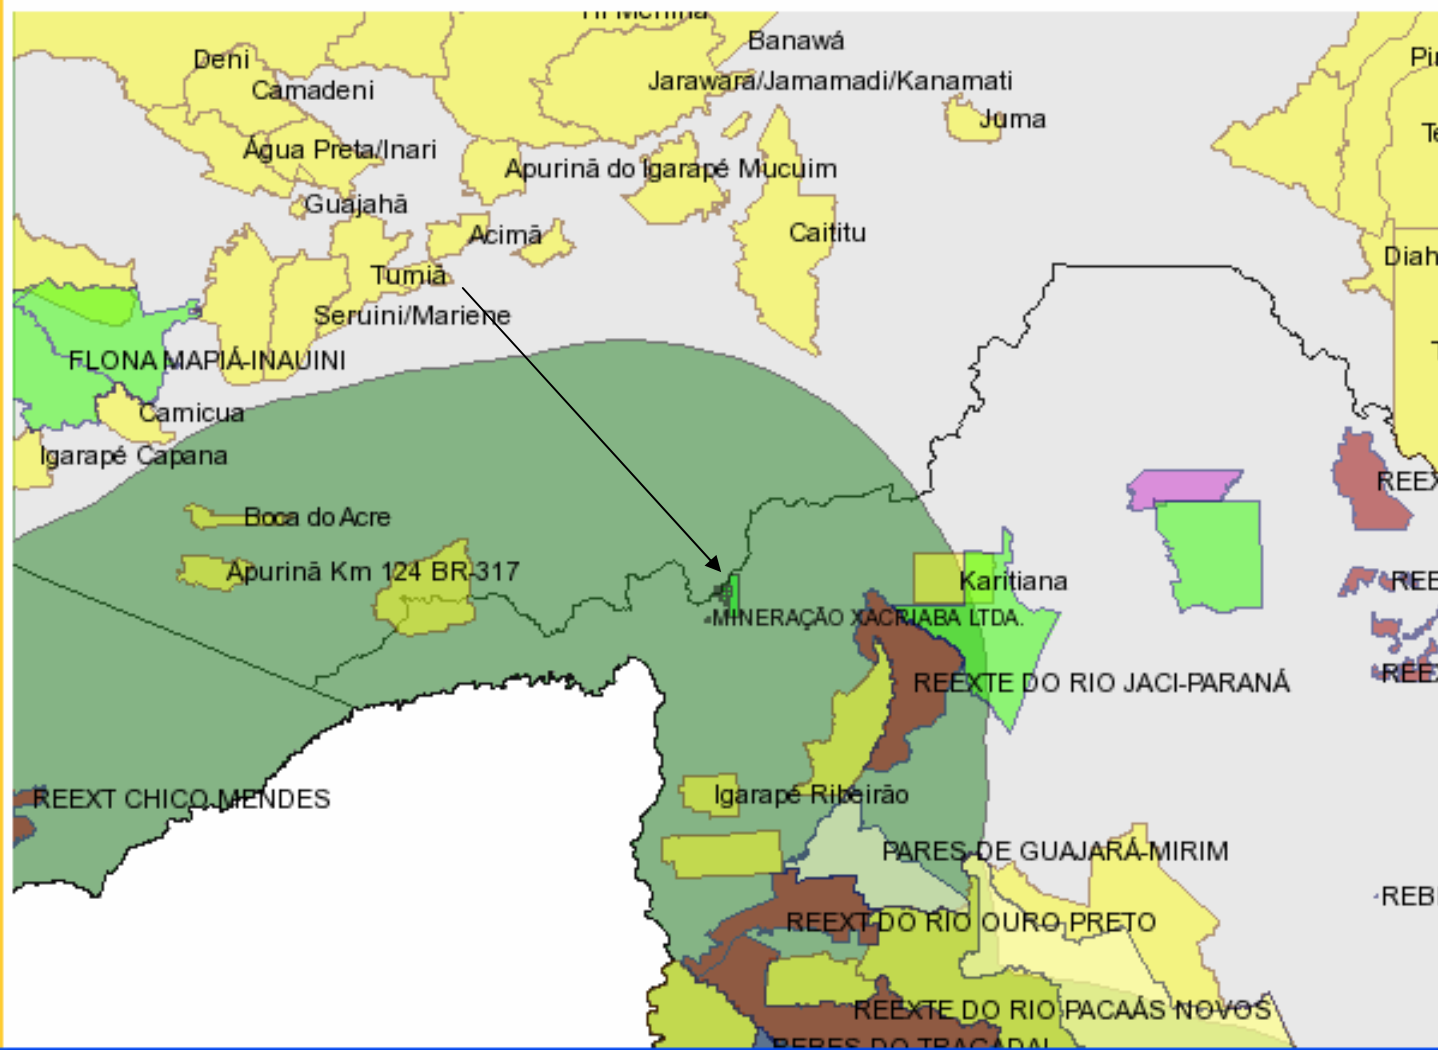 Banawá
Deni
Jarawara/Jamamadi/Kanamati
Camadeni
Juma
Água Preta/Inari
Apurinã do Igarapé Mucuim
Guajahã
Acimã
Caititu
Tumiã
Seruini/Mariene
FLONA MAPIÁ-INAUINI
Camicua
Igarapé Capana
Boca do Acre
Apurinã Km 124 BR-317
Karitiana
MINERAÇÃO XACRIABA LTDA.
REEXTE DO RIO JACI-PARANÁ
Igarapé Ribeirão
REEXT CHICO MENDES
PARES DE GUAJARÁ-MIRIM
REEXT DO RIO OURO PRETO
REEXTE DO RIO PACAÁS NOVOS